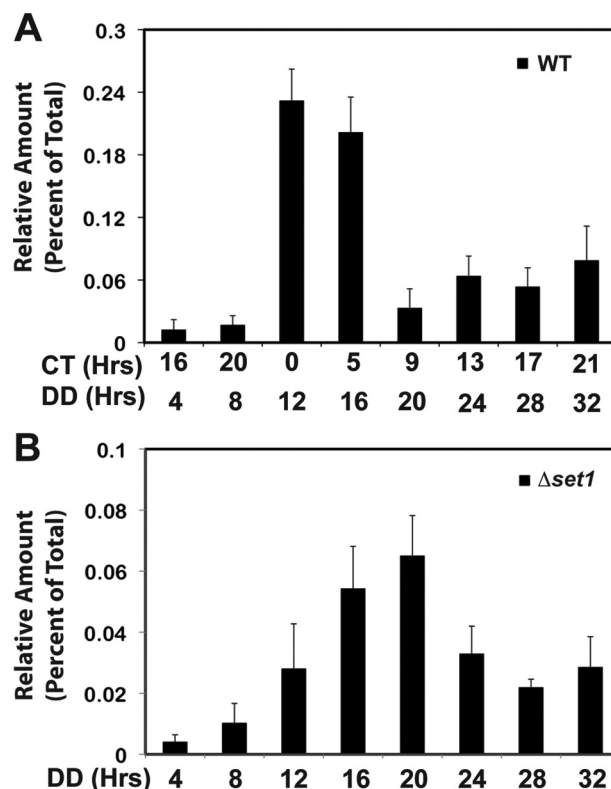 A
0.3
WT
0.24
0.18
0.12
0.06
0
Relative Amount
(Percent of Total)
CT (Hrs) 16 20 0 5 9 13 17 21
DD (Hrs) 4 8 12 16 20 24 28 32
B
0.1
Δset1
0.08
0.06
0.04
0.02
0
Relative Amount
(Percent of Total)
DD (Hrs) 4 8 12 16 20 24 28 32